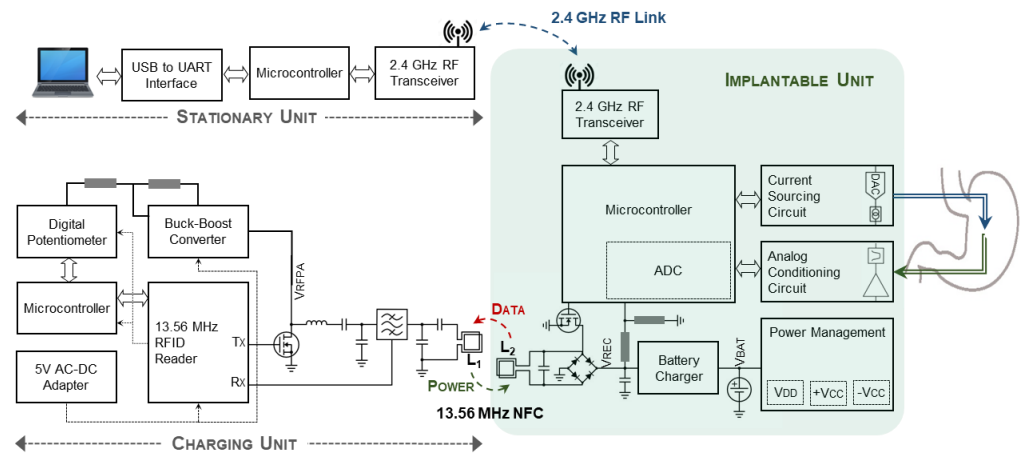 2.4 GHz RF Link
USB to UART
Interface
Microcontroller
2.4 GHz RF
Transceiver
STATIONARY UNIT
IMPLANTABLE UNIT
2.4 GHz RF
Transceiver
Microcontroller
ADC
Current
Sourcing
Circuit
DAC
Analog
Conditioning
Circuit
Digital
Potentiometer
Buck-Boost
Converter
Microcontroller
13.56 MHz
RFID
Reader
TX
RX
5V AC-DC
Adapter
VRFPA
L1
DATA
L2
POWER
13.56 MHz NFC
VREC
Battery
Charger
VBAT
Power Management
VDD
+VCC
-VCC
CHARGING UNIT